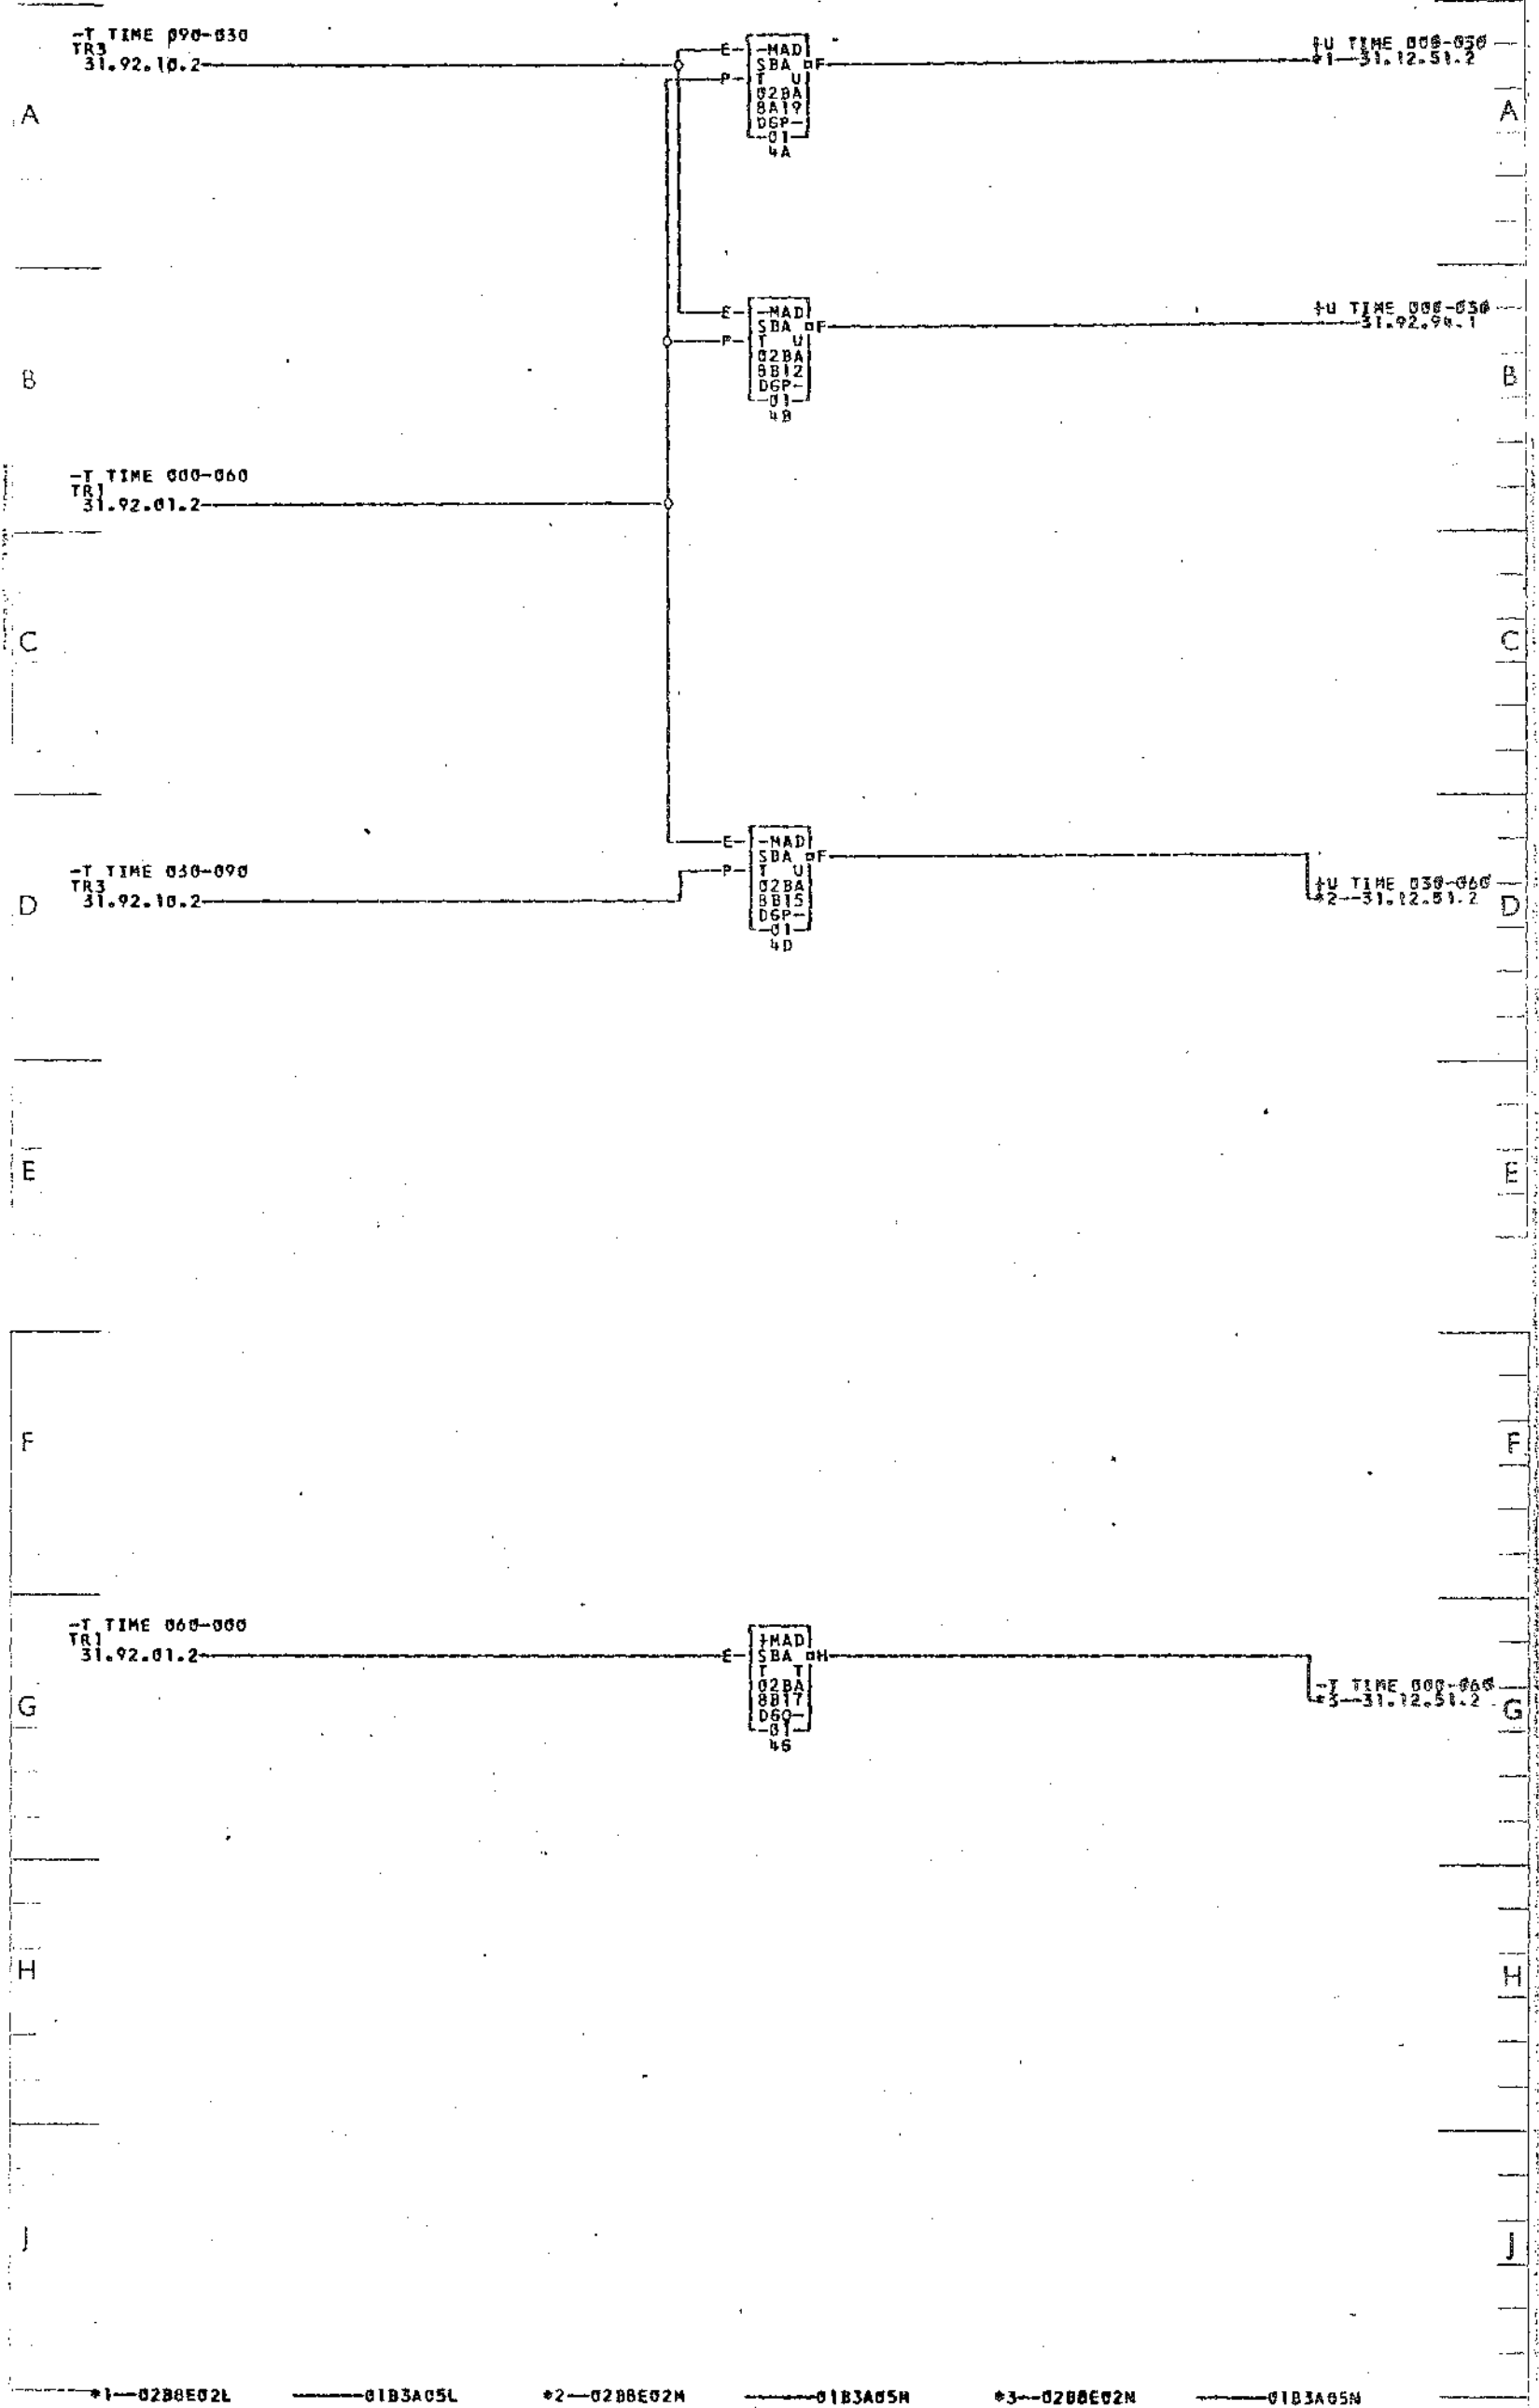 -T TIME 090-030
TR3
31.92.10.2
E
P
-MAD
SBA F
T U
02BA
8A19
DGP-
01
4A
+U TIME 000-030
*1 31.12.51.2
A
A
E
P
-MAD
SBA F
T U
02BA
8B12
DGP-
01
4B
+U TIME 000-030
31.92.90.1
B
B
-T TIME 000-060
TR1
31.92.01.2
C
C
E
P
-MAD
SBA F
T U
02BA
8B15
DGP-
01
4D
-T TIME 030-090
TR3
31.92.10.2
+U TIME 030-060
*2 31.12.51.2
D
D
E
E
F
F
-T TIME 060-000
TR1
31.92.01.2
E
+MAD
SBA H
T T
02BA
8B17
DGQ-
01
4G
-T TIME 000-060
*3 31.12.51.2
G
G
H
H
J
J
*1 02B8E02L 01B3A05L *2 02B8E02M 01B3A05M *3 02B8E02N 01B3A05N